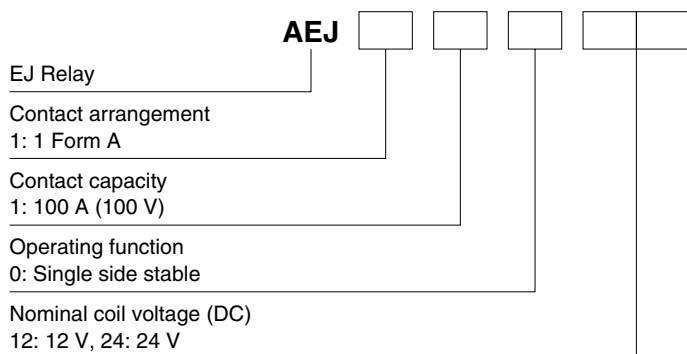 AEJ
EJ Relay
Contact arrangement
1: 1 Form A
Contact capacity
1: 100 A (100 V)
Operating function
0: Single side stable
Nominal coil voltage (DC)
12: 12 V, 24: 24 V